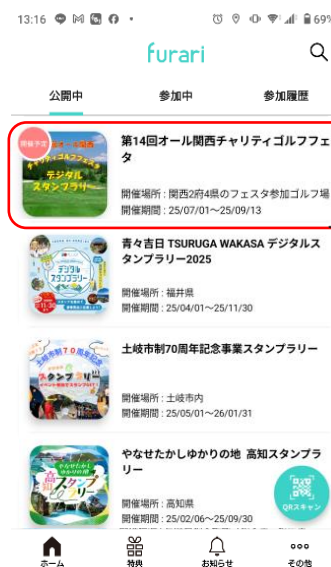 13:16
69%
furari
公開中 参加中 参加履歴
開催予定
オール関西
チャリティゴルフフェスタ
デジタル
スタンプラリー
第14回オール関西チャリティゴルフフェ
スタ
開催場所 : 関西2府4県のフェスタ参加ゴルフ場
開催期間 : 25/07/01～25/09/13
デジタル
スタンプラリー
11/30
青々吉日 TSURUGA WAKASA デジタルス
タンプラリー2025
開催場所 : 福井県
開催期間 : 25/04/01～25/11/30
土岐市制70周年記念
スタンプラリー
土岐市制70周年記念事業スタンプラリー
開催場所 : 土岐市内
開催期間 : 25/05/01～26/01/31
やなせたかし
ゆかりの地
高知
スタンプ
ラリー
やなせたかしゆかりの地 高知スタンプラ
リー
開催場所 : 高知県
開催期間 : 25/02/06～25/09/30
QRスキャン
ホーム 特典 お知らせ その他